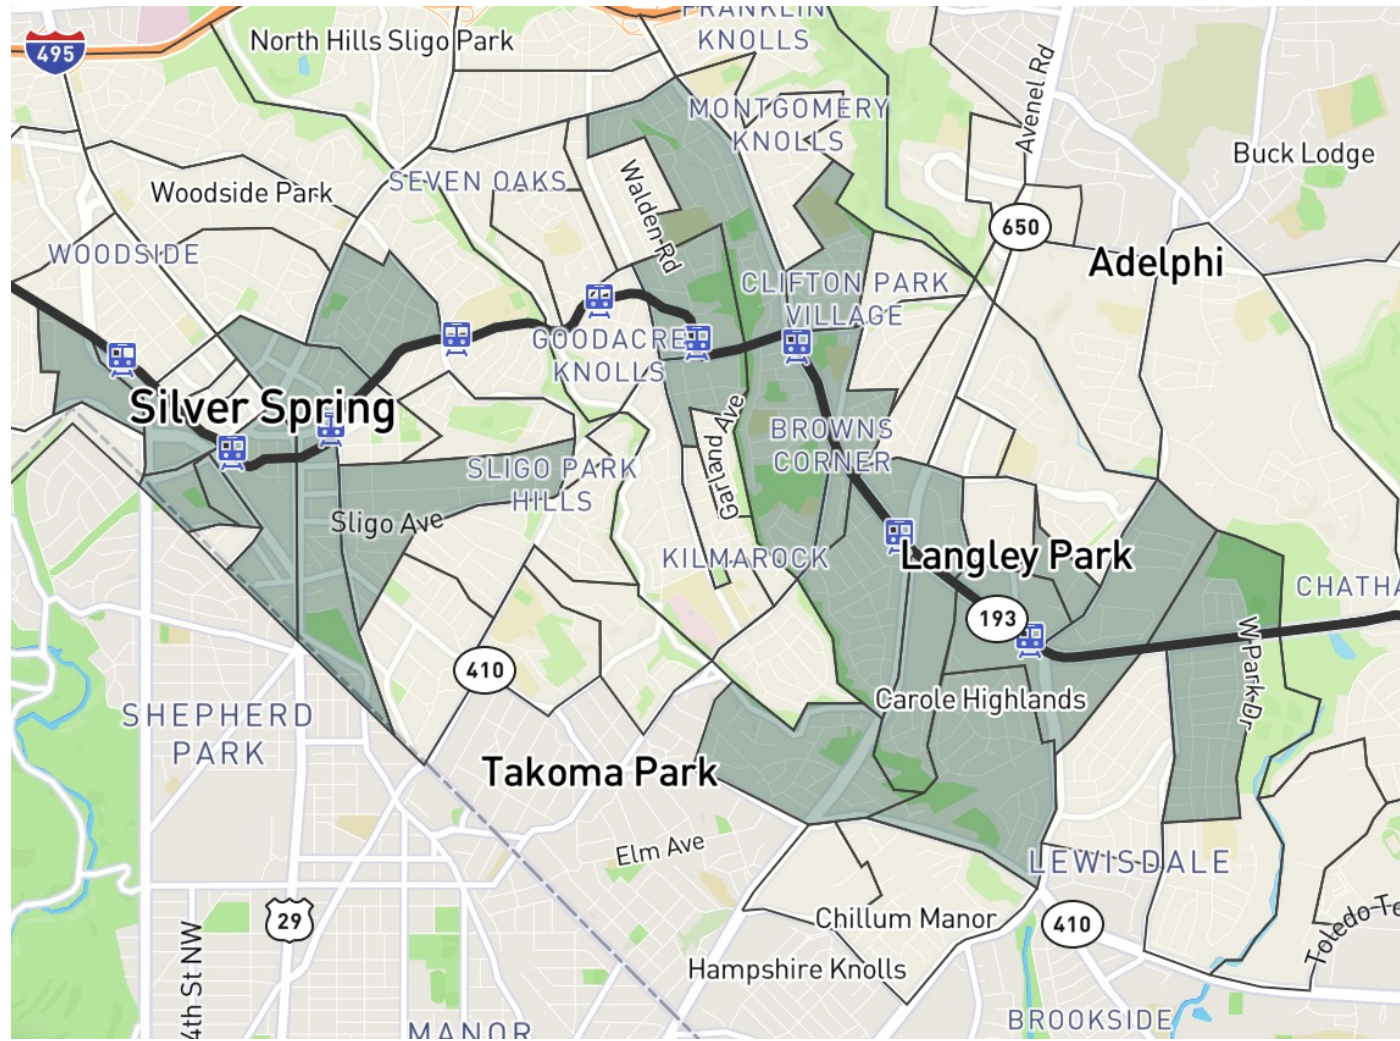 FRANKLIN
KNOLLS
North Hills Sligo Park
495
Avenel Rd
MONTGOMERY
KNOLLS
Buck Lodge
SEVEN OAKS
Woodside Park
Walden Rd
650
WOODSIDE
Adelphi
CLIFTON PARK
VILLAGE
GOODACRE
KNOLLS
Silver Spring
Garland Ave
BROWNS
CORNER
SLIGO PARK
HILLS
Sligo Ave
KILMAROCK
Langley Park
CHATHA
193
W Park Dr
410
Carole Highlands
SHEPHERD
PARK
Takoma Park
Elm Ave
LEWISDALE
29
Chillum Manor
410
Toledo Te
4th St NW
Hampshire Knolls
MANOR
BROOKSIDE